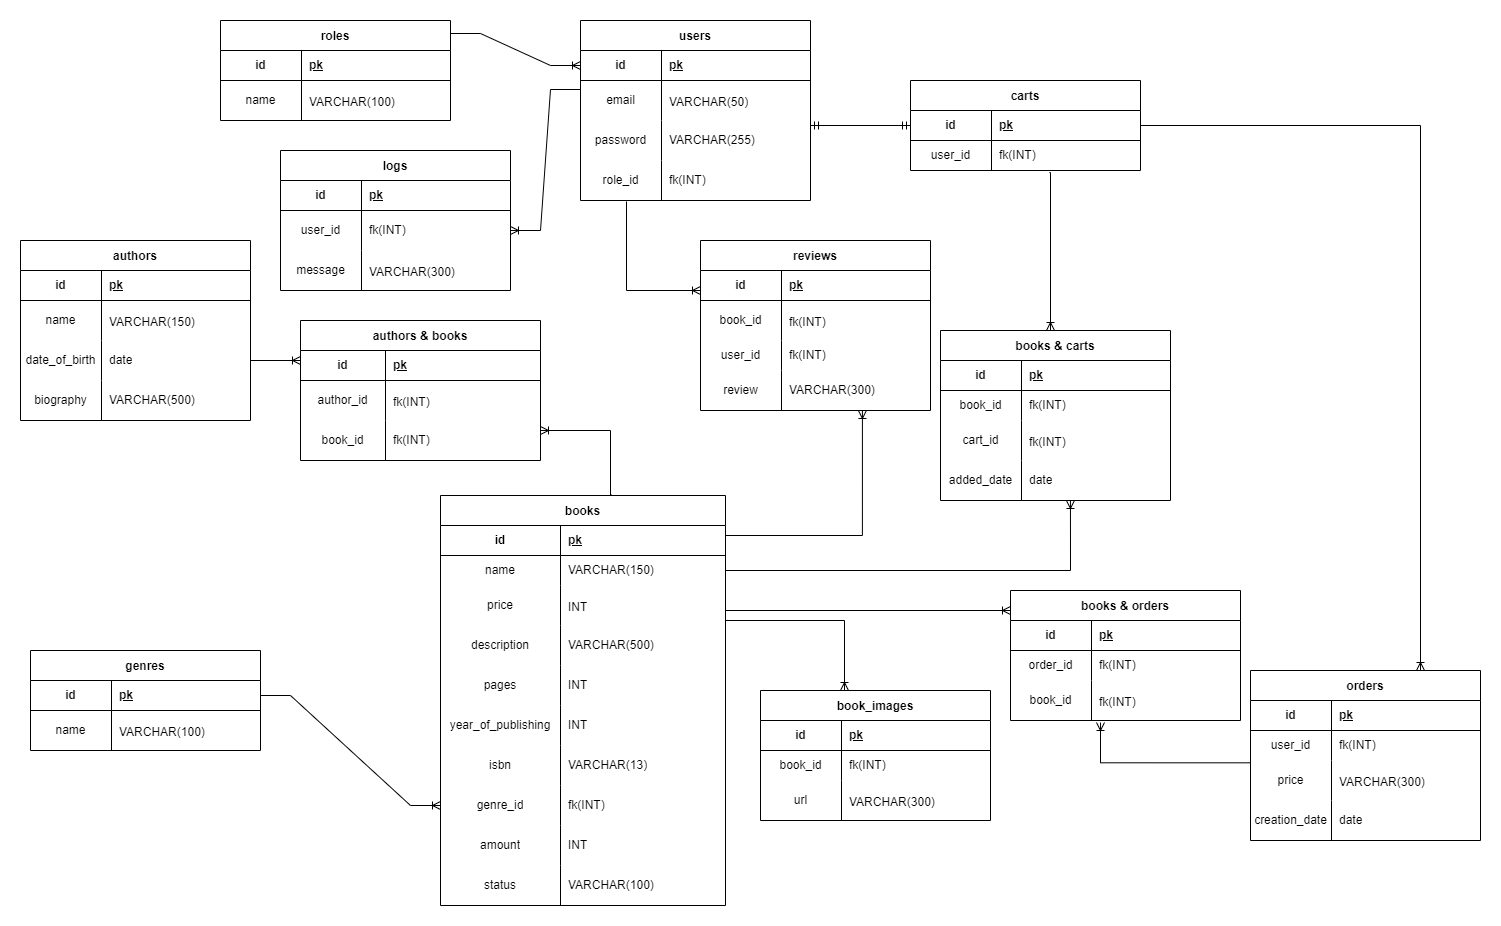 roles
id pk
name VARCHAR(100)
users
id pk
email VARCHAR(50)
password VARCHAR(255)
role_id fk(INT)
carts
id pk
user_id fk(INT)
logs
id pk
user_id fk(INT)
message VARCHAR(300)
authors
id pk
name VARCHAR(150)
date_of_birth date
biography VARCHAR(500)
reviews
id pk
book_id fk(INT)
user_id fk(INT)
review VARCHAR(300)
authors & books
id pk
author_id fk(INT)
book_id fk(INT)
books & carts
id pk
book_id fk(INT)
cart_id fk(INT)
added_date date
books
id pk
name VARCHAR(150)
price INT
description VARCHAR(500)
pages INT
year_of_publishing INT
isbn VARCHAR(13)
genre_id fk(INT)
amount INT
status VARCHAR(100)
books & orders
id pk
order_id fk(INT)
book_id fk(INT)
genres
id pk
name VARCHAR(100)
book_images
id pk
book_id fk(INT)
url VARCHAR(300)
orders
id pk
user_id fk(INT)
price VARCHAR(300)
creation_date date